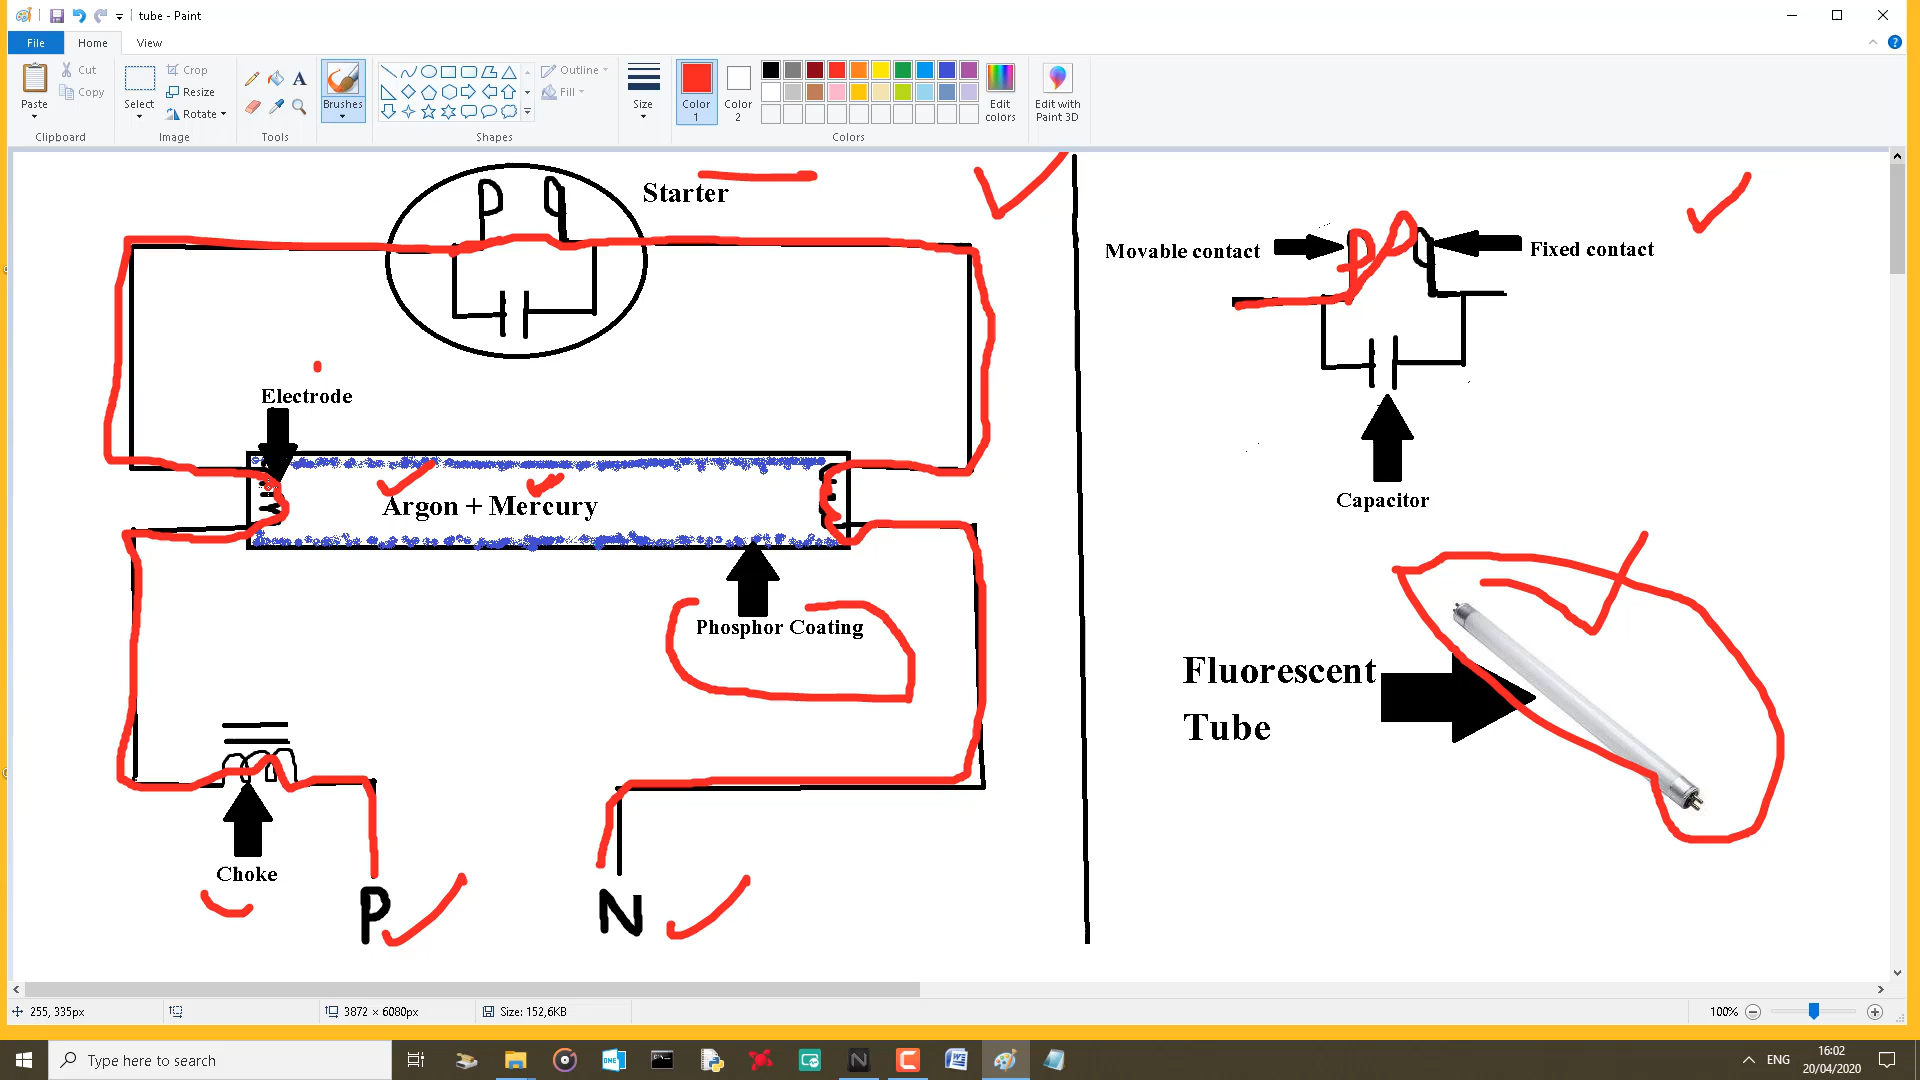 tube - Paint
File
Home
View
Paste
Cut
Copy
Clipboard
Select
Crop
Resize
Rotate
Image
A
Tools
Brushes
Shapes
Outline
Fill
Size
Color
1
Color
2
Edit
colors
Colors
Edit with
Paint 3D
Starter
Electrode
Argon + Mercury
Phosphor Coating
Choke
P
N
Movable contact
Fixed contact
Capacitor
Fluorescent
Tube
255, 335px
3872 × 6080px
Size: 152,6KB
100%
Type here to search
ENG
16:02
20/04/2020